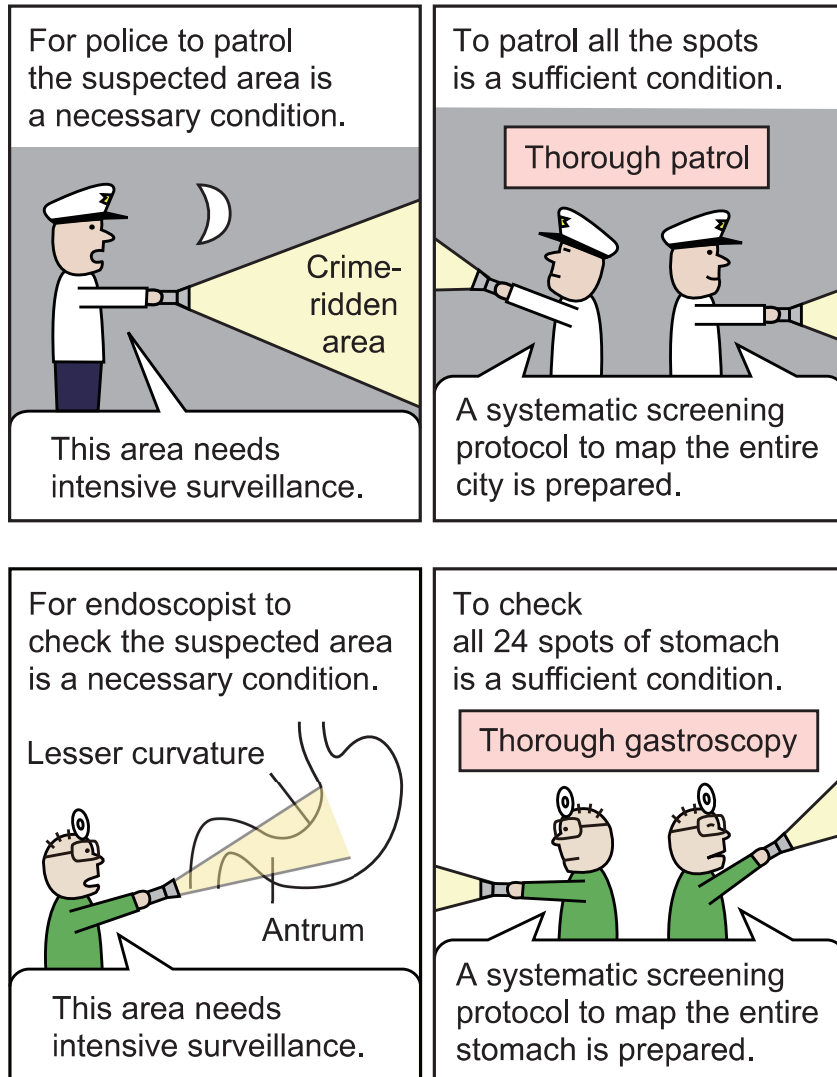 For police to patrol
the suspected area is
a necessary condition.
Crime-
ridden
area
This area needs
intensive surveillance.
To patrol all the spots
is a sufficient condition.
Thorough patrol
A systematic screening
protocol to map the entire
city is prepared.
For endoscopist to
check the suspected area
is a necessary condition.
Lesser curvature
Antrum
This area needs
intensive surveillance.
To check
all 24 spots of stomach
is a sufficient condition.
Thorough gastroscopy
A systematic screening
protocol to map the entire
stomach is prepared.